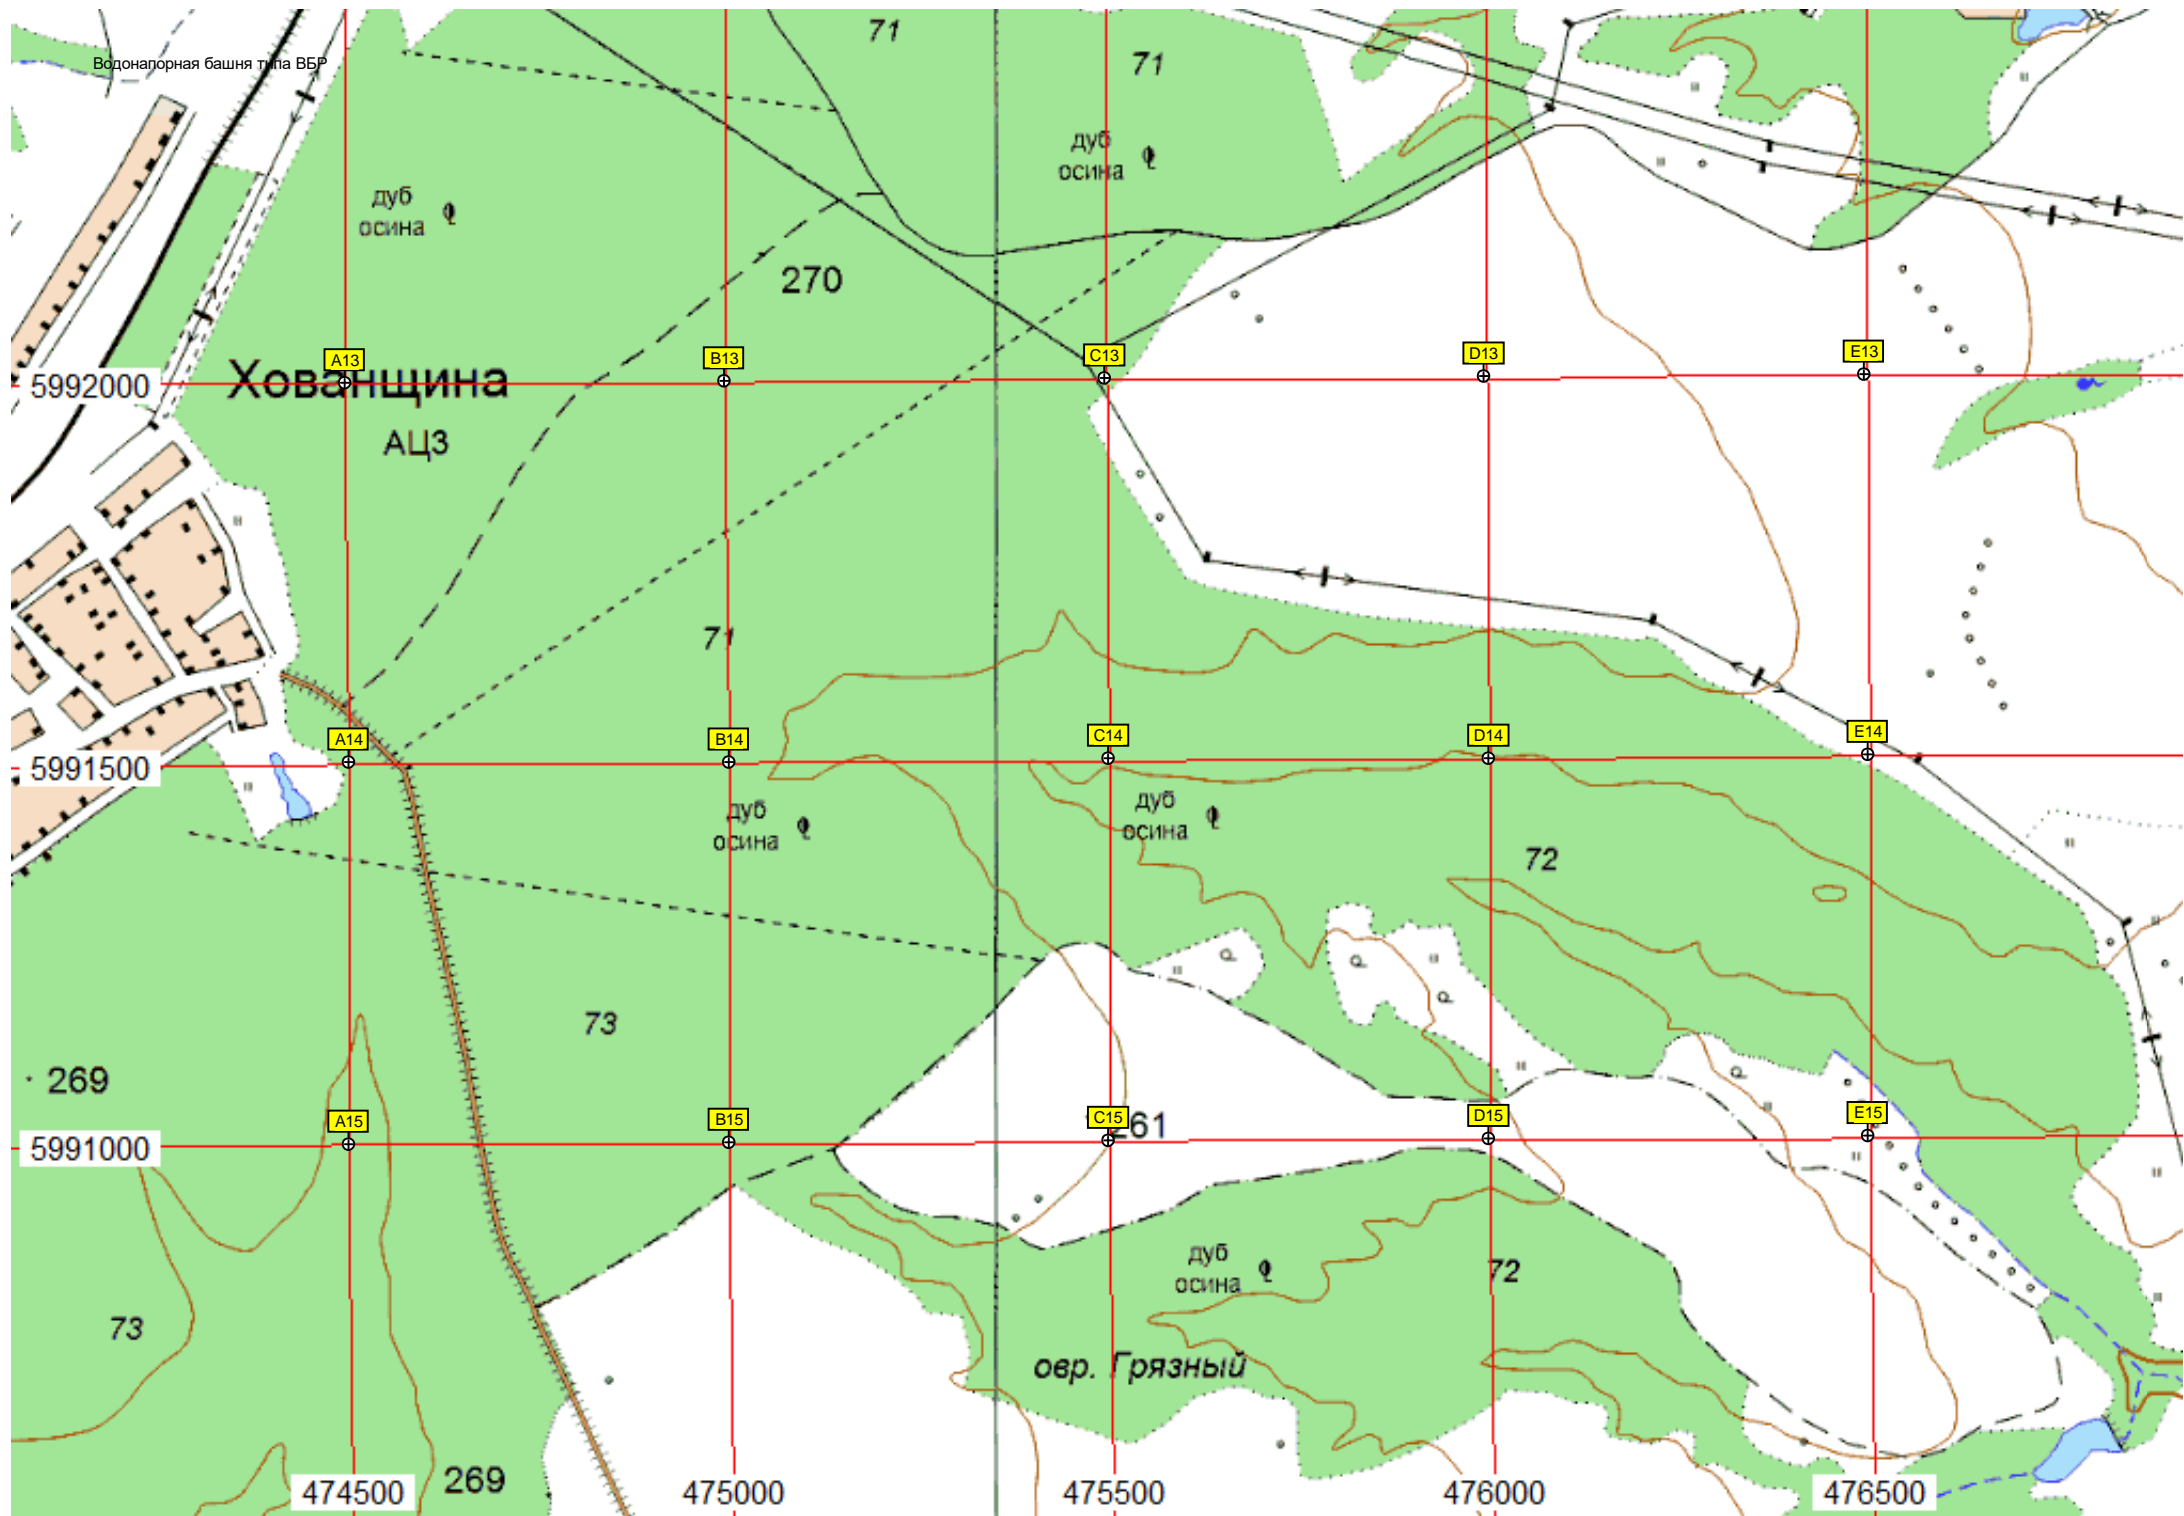 71
71
Водонапорная башня типа ВБР
дуб
осина
дуб
осина
270
A13
B13
C13
D13
E13
5992000
Хованщина
АЦЗ
71
A14
B14
C14
D14
E14
5991500
дуб
осина
дуб
осина
72
73
269
A15
B15
C15
D15
E15
261
5991000
дуб
осина
72
73
овр. Грязный
269
474500
475000
475500
476000
476500